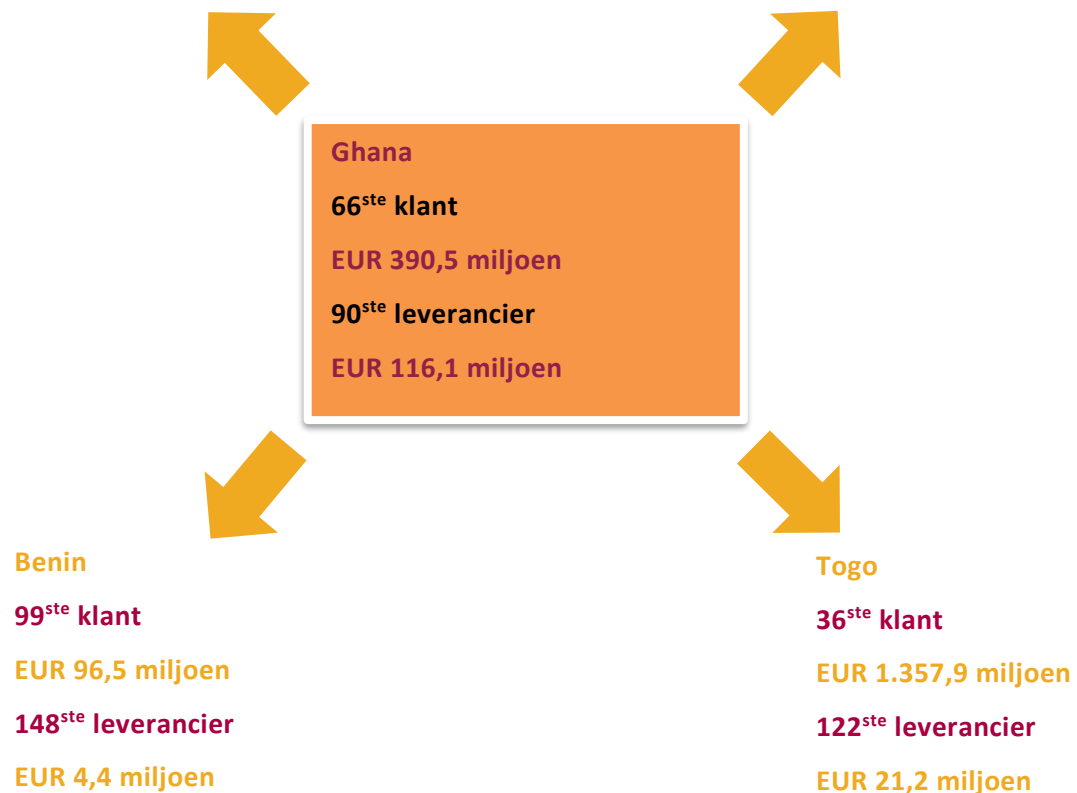 Ghana
66ste klant
EUR 390,5 miljoen
90ste leverancier
EUR 116,1 miljoen
Benin
99ste klant
EUR 96,5 miljoen
148ste leverancier
EUR 4,4 miljoen
Togo
36ste klant
EUR 1.357,9 miljoen
122ste leverancier
EUR 21,2 miljoen